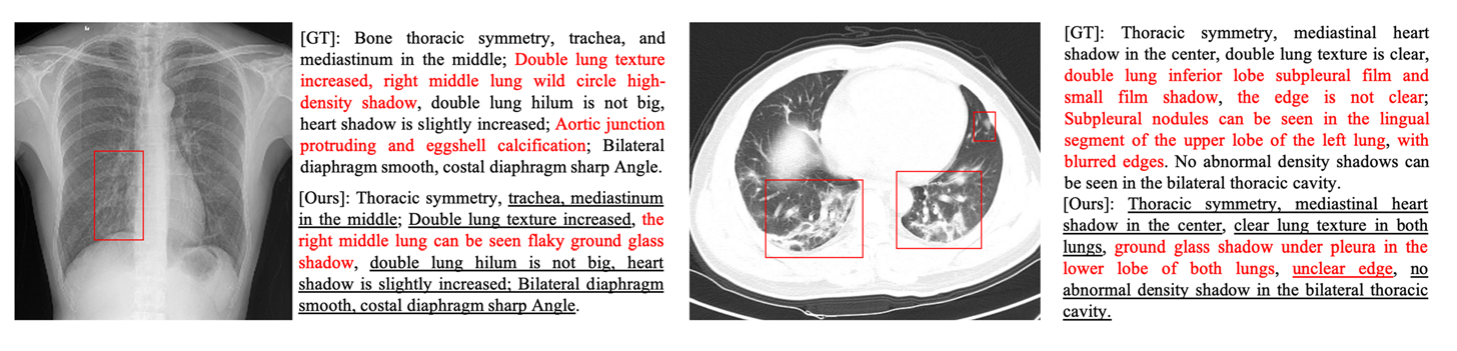 [GT]: Bone thoracic symmetry, trachea, and
mediastinum in the middle; Double lung texture
increased, right middle lung wild circle high-
density shadow, double lung hilum is not big,
heart shadow is slightly increased; Aortic junction
protruding and eggshell calcification; Bilateral
diaphragm smooth, costal diaphragm sharp Angle.
[Ours]: Thoracic symmetry, trachea, mediastinum
in the middle; Double lung texture increased, the
right middle lung can be seen flaky ground glass
shadow, double lung hilum is not big, heart
shadow is slightly increased; Bilateral diaphragm
smooth, costal diaphragm sharp Angle.
[GT]: Thoracic symmetry, mediastinal heart
shadow in the center, double lung texture is clear,
double lung inferior lobe subpleural film and
small film shadow, the edge is not clear;
Subpleural nodules can be seen in the lingual
segment of the upper lobe of the left lung, with
blurred edges. No abnormal density shadows can
be seen in the bilateral thoracic cavity.
[Ours]: Thoracic symmetry, mediastinal heart
shadow in the center, clear lung texture in both
lungs, ground glass shadow under pleura in the
lower lobe of both lungs, unclear edge, no
abnormal density shadow in the bilateral thoracic
cavity.